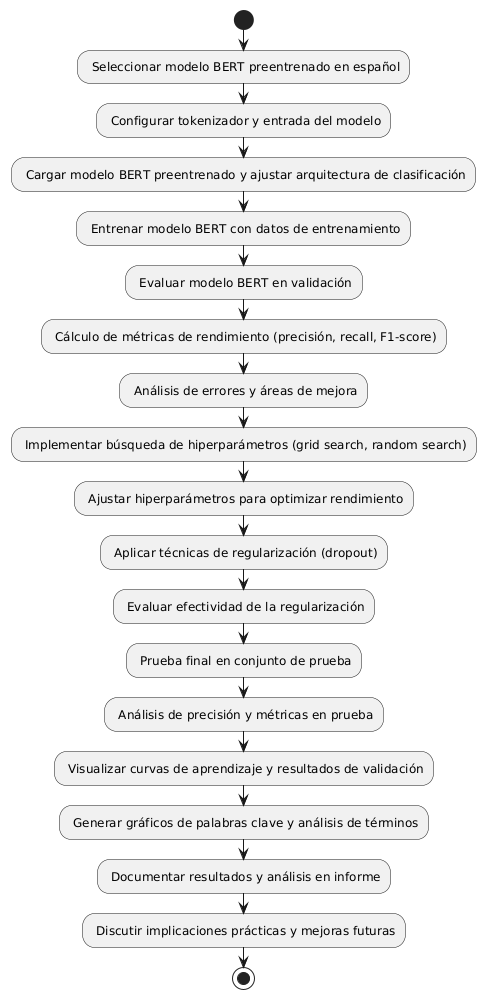 Seleccionar modelo BERT preentrenado en español
Configurar tokenizador y entrada del modelo
Cargar modelo BERT preentrenado y ajustar arquitectura de clasificación
Entrenar modelo BERT con datos de entrenamiento
Evaluar modelo BERT en validación
Cálculo de métricas de rendimiento (precisión, recall, F1-score)
Análisis de errores y áreas de mejora
Implementar búsqueda de hiperparámetros (grid search, random search)
Ajustar hiperparámetros para optimizar rendimiento
Aplicar técnicas de regularización (dropout)
Evaluar efectividad de la regularización
Prueba final en conjunto de prueba
Análisis de precisión y métricas en prueba
Visualizar curvas de aprendizaje y resultados de validación
Generar gráficos de palabras clave y análisis de términos
Documentar resultados y análisis en informe
Discutir implicaciones prácticas y mejoras futuras